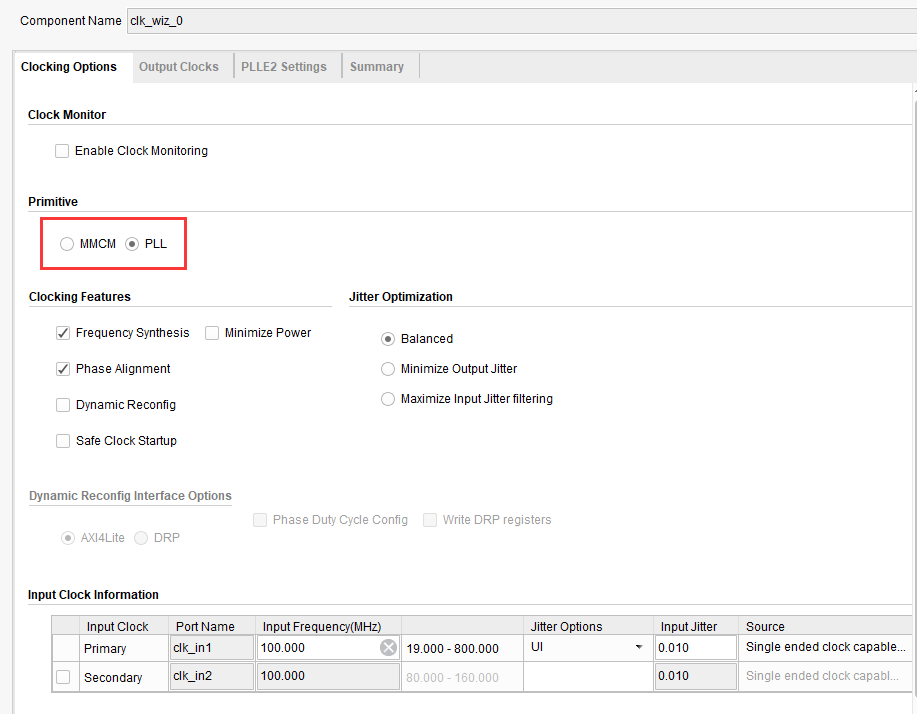 Component Name clk_wiz_0
Clocking Options Output Clocks PLLE2 Settings Summary
Clock Monitor
Enable Clock Monitoring
Primitive
MMCM PLL
Clocking Features Jitter Optimization
Frequency Synthesis Minimize Power Balanced
Phase Alignment Minimize Output Jitter
Dynamic Reconfig Maximize Input Jitter filtering
Safe Clock Startup
Dynamic Reconfig Interface Options
Phase Duty Cycle Config Write DRP registers
AXI4Lite DRP
Input Clock Information
Input Clock Port Name Input Frequency(MHz) Jitter Options Input Jitter Source
Primary clk_in1 100.000 19.000 - 800.000 UI 0.010 Single ended clock capable...
Secondary clk_in2 100.000 80.000 - 160.000 0.010 Single ended clock capabl...